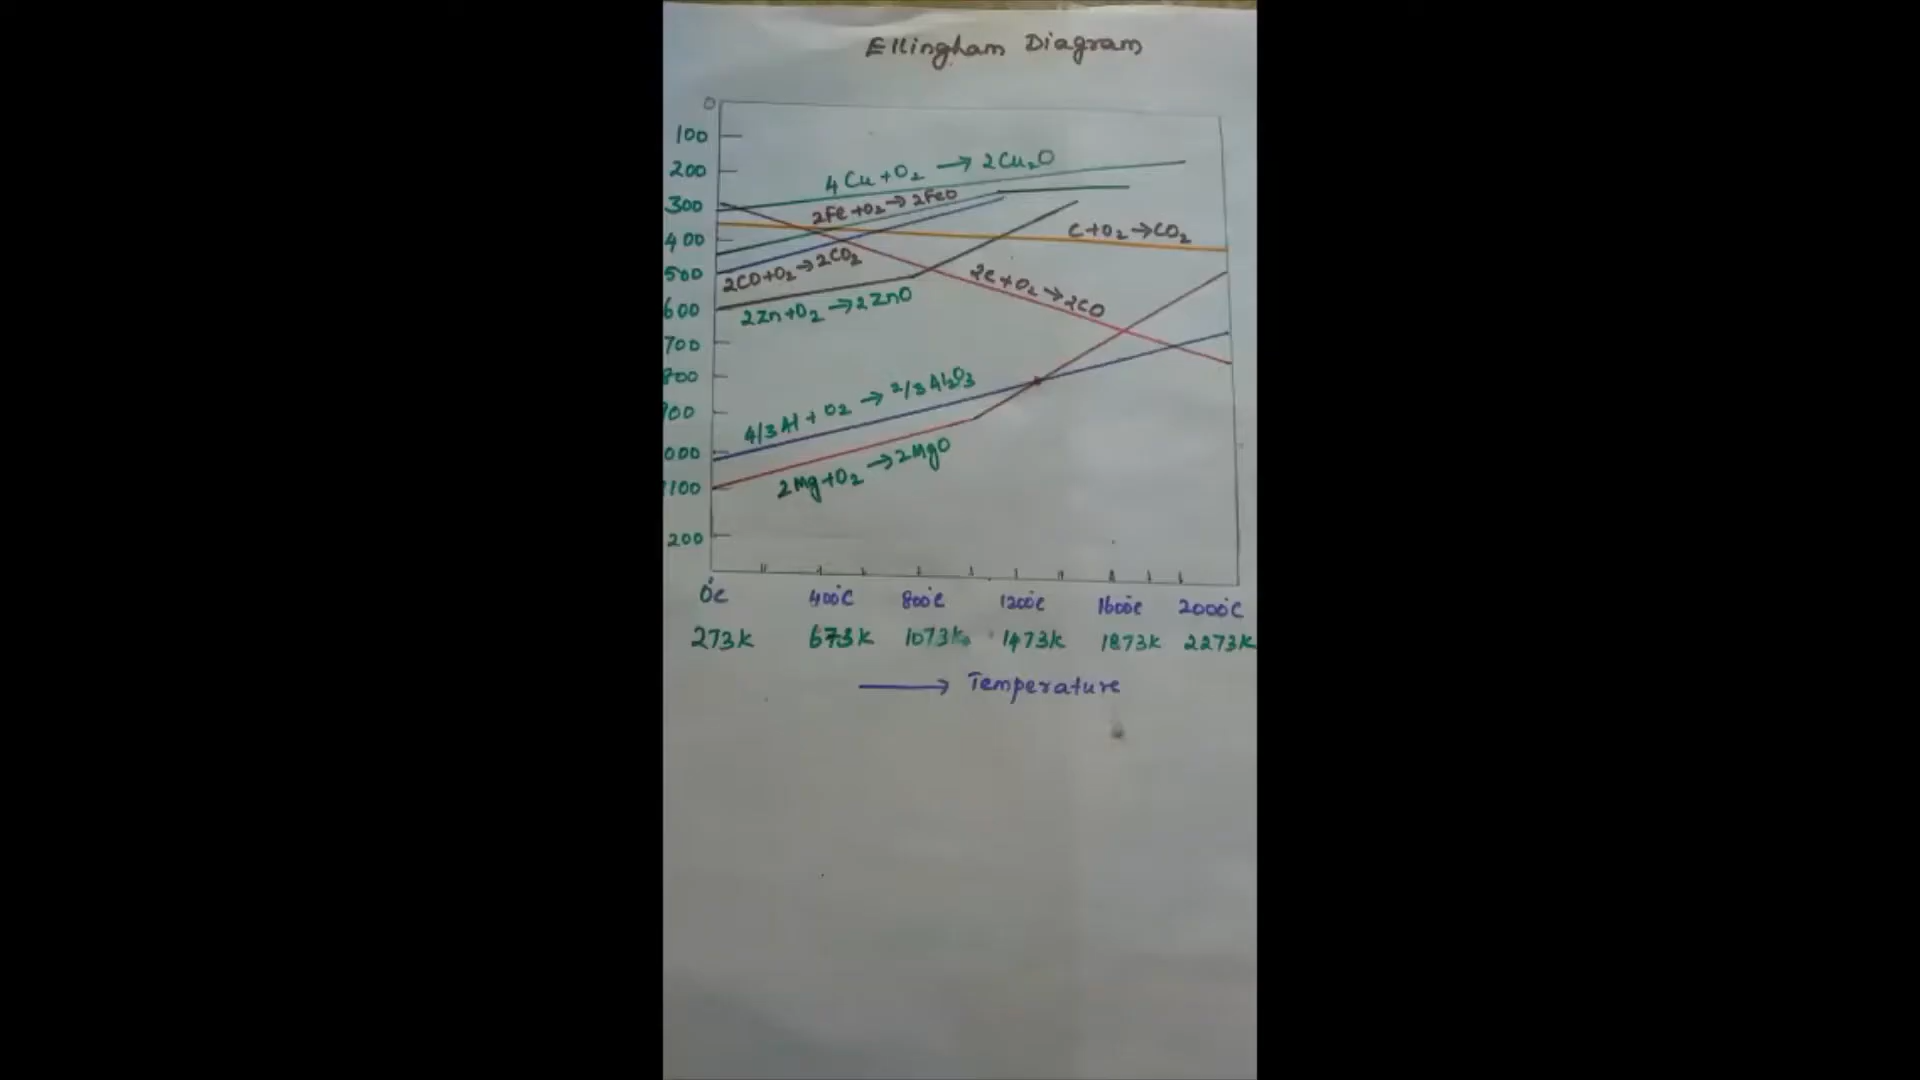 Ellingham Diagram
0
100
200
300
400
500
600
700
800
900
000
1100
200
4Cu + O₂ → 2Cu₂O
2Fe + O₂ → 2FeO
C + O₂ → CO₂
2CO + O₂ → 2CO₂
2C + O₂ → 2CO
2Zn + O₂ → 2ZnO
4/3 Al + O₂ → 2/3 Al₂O₃
2Mg + O₂ → 2MgO
0°C 400°C 800°C 1200°C 1600°C 2000°C
273K 673K 1073K 1473K 1873K 2273K
→ Temperature